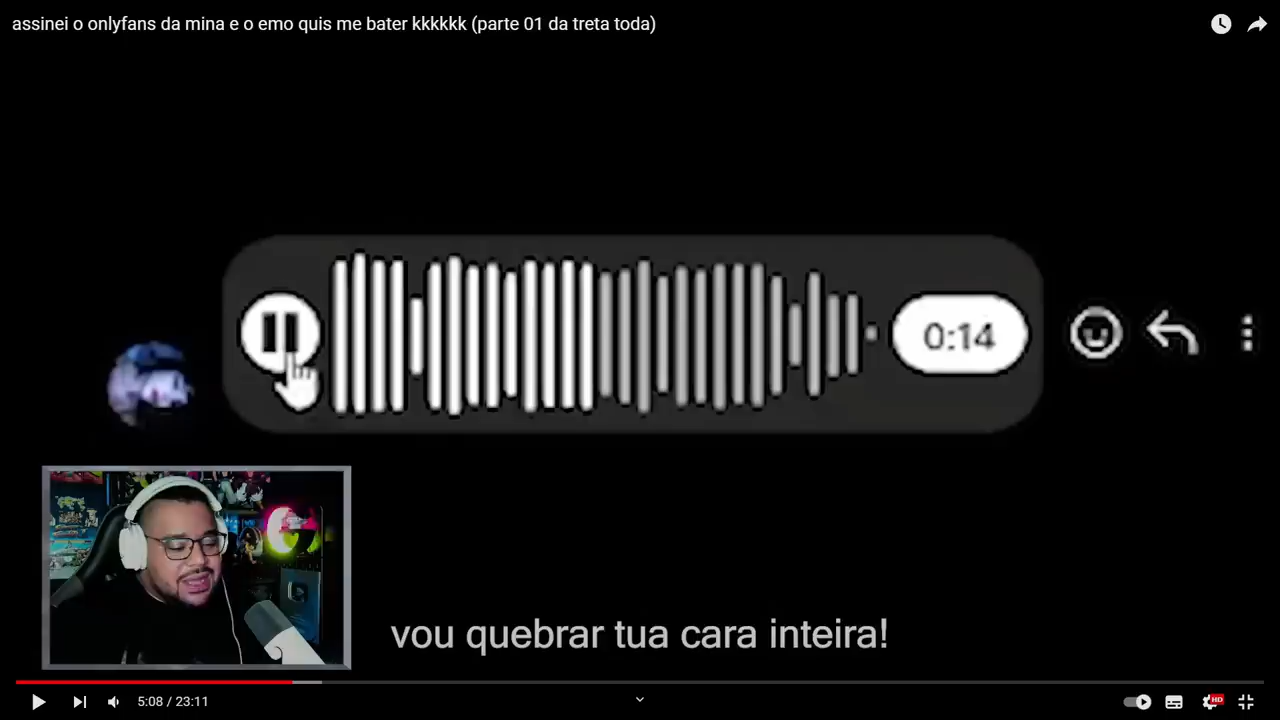 assinei o onlyfans da mina e o emo quis me bater kkkkkk (parte 01 da treta toda)
0:14
vou quebrar tua cara inteira!
5:08 / 23:11
HD